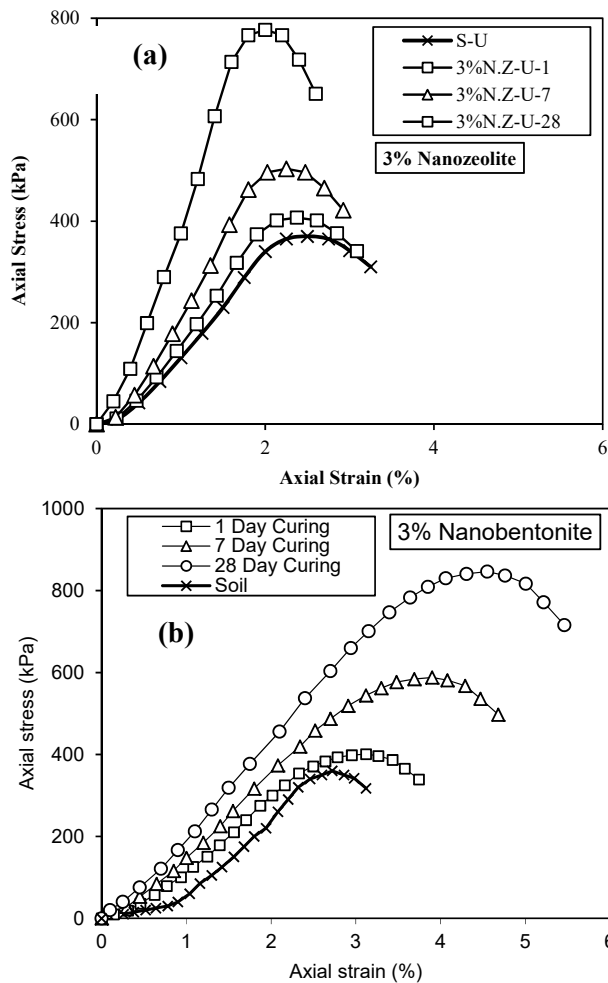 800
(a)
S-U
3%N.Z-U-1
3%N.Z-U-7
3%N.Z-U-28
600
3% Nanozeolite
Axial Stress (kPa)
400
200
0
0 2 4 6
Axial Strain (%)
1000
1 Day Curing
7 Day Curing
28 Day Curing
Soil
3% Nanobentonite
800
(b)
Axial stress (kPa)
600
400
200
0
0 1 2 3 4 5 6
Axial strain (%)